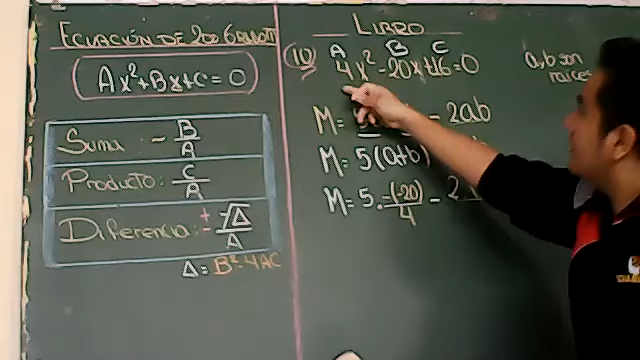 ECUACIÓN DE 2DO GRADO
Ax²+Bx+C=0
Suma: - B/A
Producto: C/A
Diferencia: ± √Δ/A
Δ = B²-4AC
LIBRO
10
A B C
4x²-20x+16=0
a,b son
raíces
M= - 2ab
M= 5(a+b)
M= 5. -(-20)/4 - 2